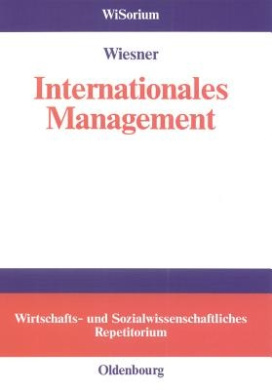 WiSorium
Wiesner
Internationales
Management
Wirtschafts- und Sozialwissenschaftliches
Repetitorium
Oldenbourg